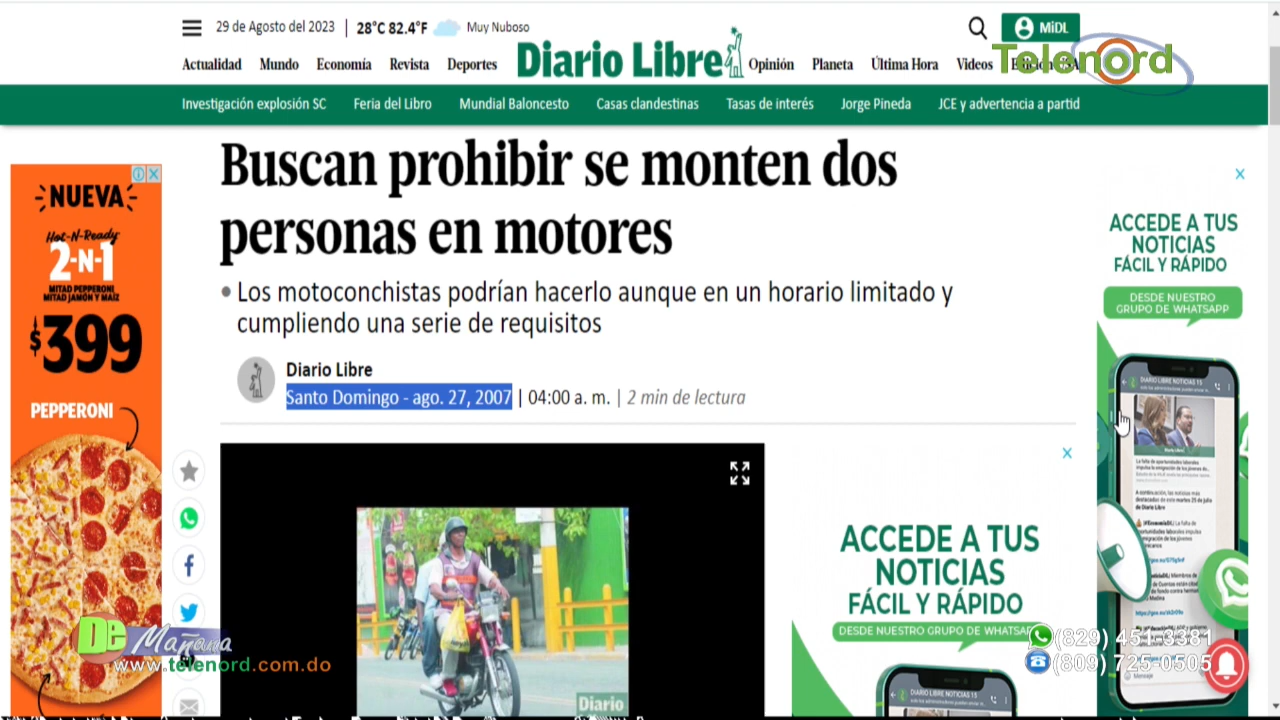 29 de Agosto del 2023
28°C 82.4°F
Muy Nuboso
MiDL
Telenord
Actualidad
Mundo
Economía
Revista
Deportes
Diario Libre
Opinión
Planeta
Última Hora
Videos
Investigación explosión SC
Feria del Libro
Mundial Baloncesto
Casas clandestinas
Tasas de interés
Jorge Pineda
JCE y advertencia a partid
Buscan prohibir se monten dos
personas en motores
• Los motoconchistas podrían hacerlo aunque en un horario limitado y
cumpliendo una serie de requisitos
Diario Libre
Santo Domingo - ago. 27, 2007 | 04:00 a. m. | 2 min de lectura
NUEVA
Hot-N-Ready
2-N-1
MITAD PEPPERONI
MITAD JAMÓN Y MAÍZ
$399
PEPPERONI
ACCEDE A TUS
NOTICIAS
FÁCIL Y RÁPIDO
DESDE NUESTRO
GRUPO DE WHATSAPP
DIARIO LIBRE NOTICIAS 15
ACCEDE A TUS
NOTICIAS
FÁCIL Y RÁPIDO
DESDE NUESTRO GRUPO DE WHATSA
DIARIO LIBRE NOTICIAS 15
Diario
De Mañana
www.telenord.com.do
(829) 451-3381
(809) 725-0505